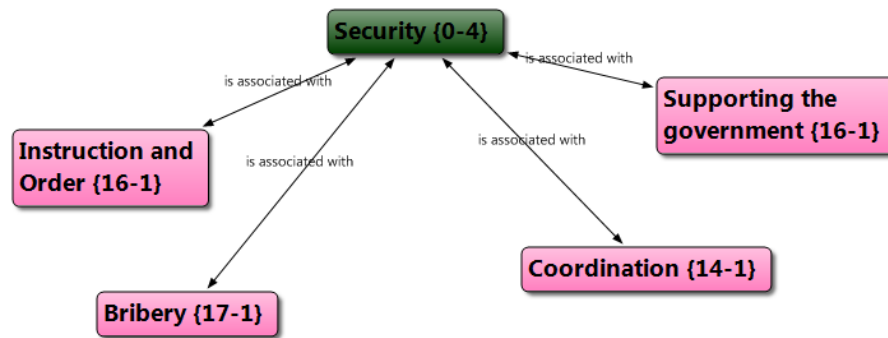 Security {0-4}
is associated with
is associated with
Supporting the
government {16-1}
Instruction and
Order {16-1}
is associated with
is associated with
Coordination {14-1}
Bribery {17-1}